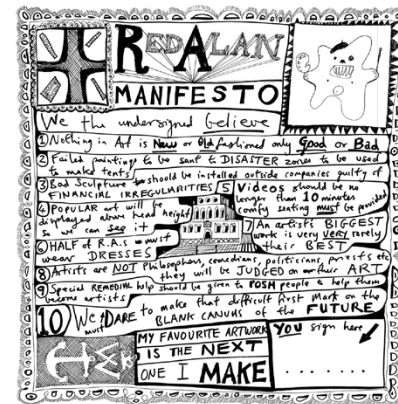 RED ALAN
MANIFESTO
We the undersigned believe
① Nothing in Art is New or Old fashioned only Good or Bad
② Failed paintings to be sent to DISASTER zones to be used
to make tents
3 Bad Sculpture should be installed outside companies guilty of
FINANCIAL IRREGULARITIES
5 Videos should be no
longer than 10 minutes
comfy seating must be provided
④ POPULAR art will be
displayed above head height
so we can see it
7 An artists BIGGEST
work is very very rarely
their BEST
⑥ HALF of R.A.s must
wear DRESSES
⑧ Artists are NOT Philosophers, comedians, politicians, priests etc
they will be JUDGED on their ART
⑨ Special REMEDIAL help should be given to POSH people to help them
become artists
10 We must DARE to make that difficult first mark on the
BLANK CANVAS of the FUTURE
MY FAVOURITE ARTWORK
IS THE NEXT
ONE I MAKE
YOU sign here
.......